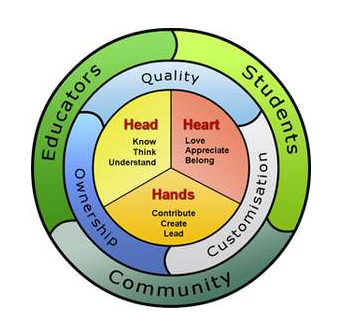 Educators
Students
Community
Quality
Customisation
Ownership
Head
Know
Think
Understand
Heart
Love
Appreciate
Belong
Hands
Contribute
Create
Lead